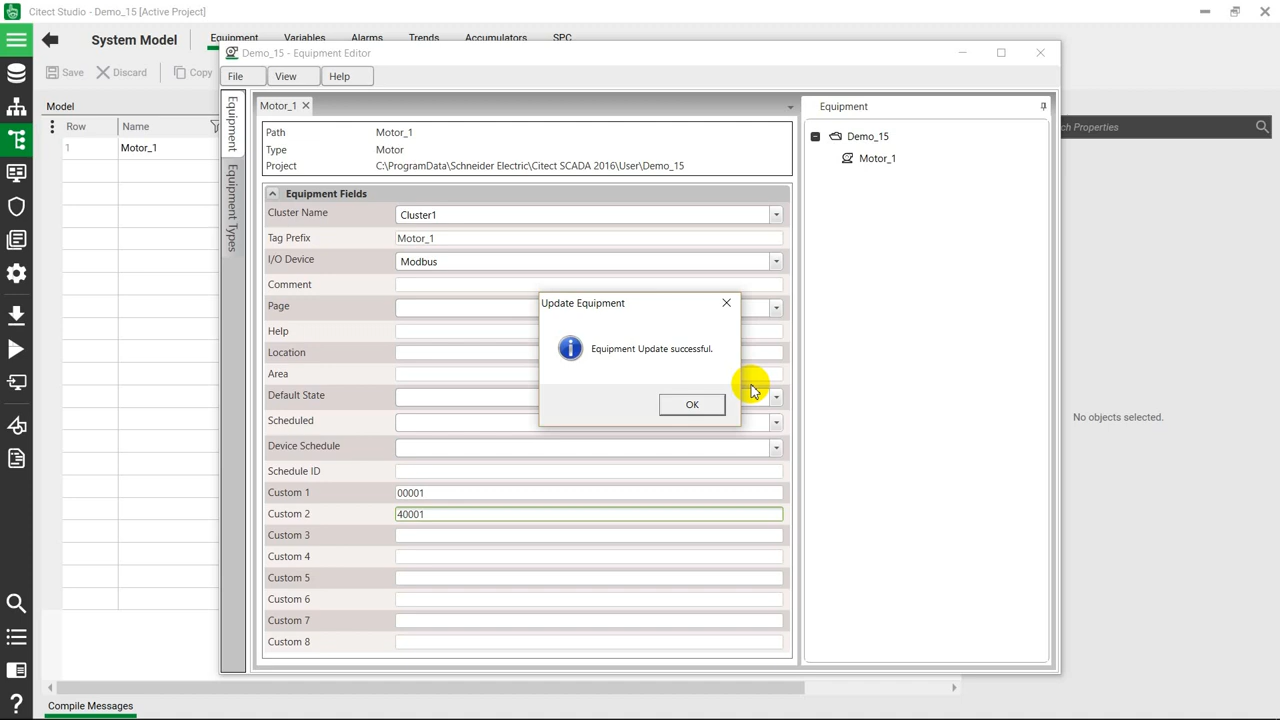 Citect Studio - Demo_15 [Active Project]
System Model
Equipment
Variables
Alarms
Trends
Accumulators
SPC
Save
Discard
Copy
Model
Row
Name
1
Motor_1
Demo_15 - Equipment Editor
File
View
Help
Equipment
Equipment Types
Motor_1
Path
Motor_1
Type
Motor
Project
C:\ProgramData\Schneider Electric\Citect SCADA 2016\User\Demo_15
Equipment Fields
Cluster Name
Cluster1
Tag Prefix
Motor_1
I/O Device
Modbus
Comment
Page
Help
Location
Area
Default State
Scheduled
Device Schedule
Schedule ID
Custom 1
00001
Custom 2
40001
Custom 3
Custom 4
Custom 5
Custom 6
Custom 7
Custom 8
Update Equipment
Equipment Update successful.
OK
Equipment
Demo_15
Motor_1
ch Properties
No objects selected.
Compile Messages